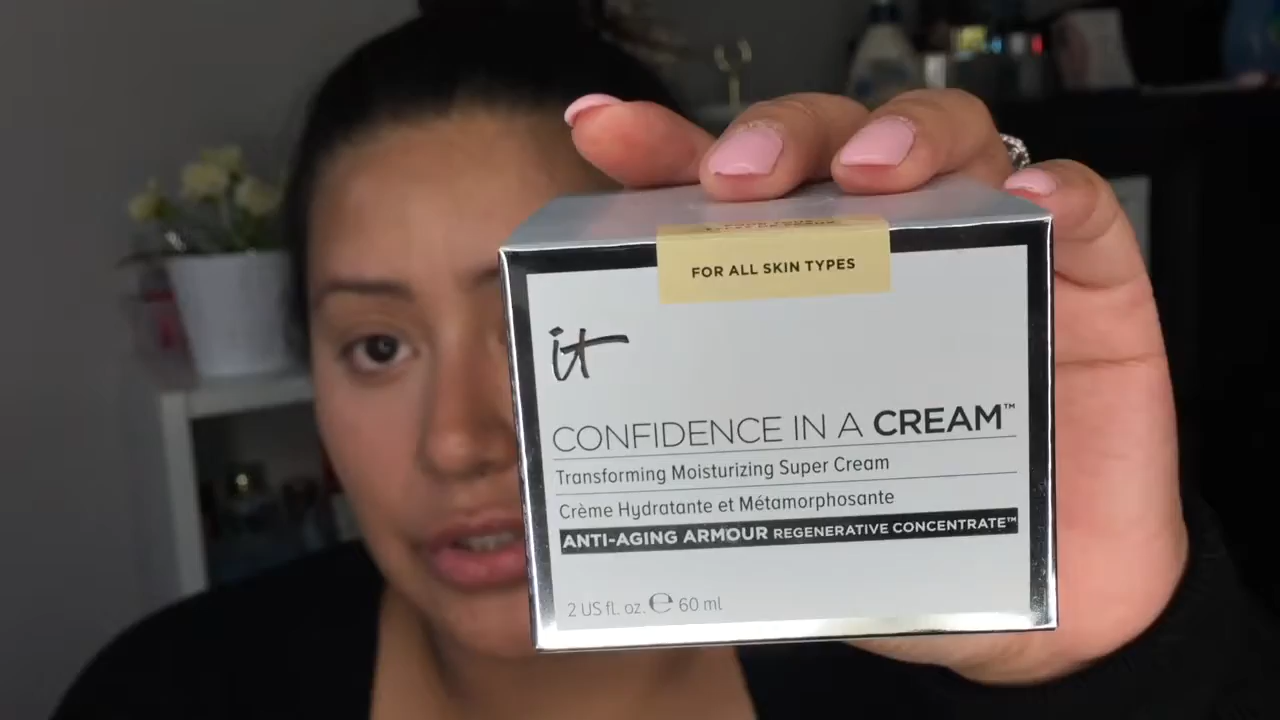 FOR ALL SKIN TYPES
it
CONFIDENCE IN A CREAM™
Transforming Moisturizing Super Cream
Crème Hydratante et Métamorphosante
ANTI-AGING ARMOUR REGENERATIVE CONCENTRATE™
2 US fl. oz. ℮ 60 ml